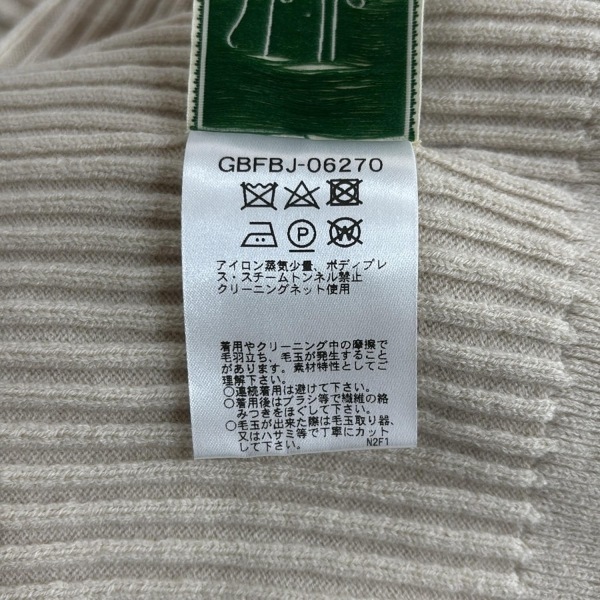 GBFBJ-06270
P
W
アイロン蒸気少量、ボディプレ
ス・スチームトンネル禁止
クリーニングネット使用
着用やクリーニング中の摩擦で
毛羽立ち、毛玉が発生すること
があります。素材特性としてご
理解下さい。
○連続着用は避けて下さい。
○着用後はブラシ等で繊維の絡
みつきをほぐして下さい。
○毛玉が出来た際は毛玉取り器、
又はハサミ等で丁寧にカット
して下さい。
N2F1